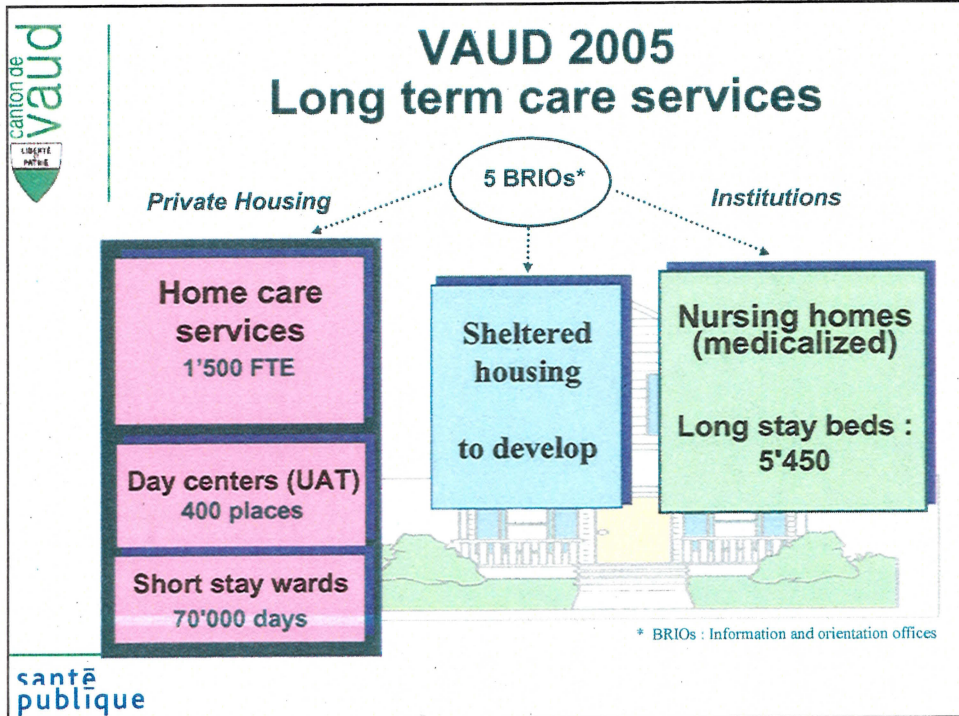 canton de
vaud
LIBERTÉ
ET
PATRIE
VAUD 2005
Long term care services
5 BRIOs*
Private Housing
Institutions
Home care
services
1'500 FTE
Day centers (UAT)
400 places
Short stay wards
70'000 days
Sheltered
housing
to develop
Nursing homes
(medicalized)
Long stay beds :
5'450
* BRIOs : Information and orientation offices
santé
publique